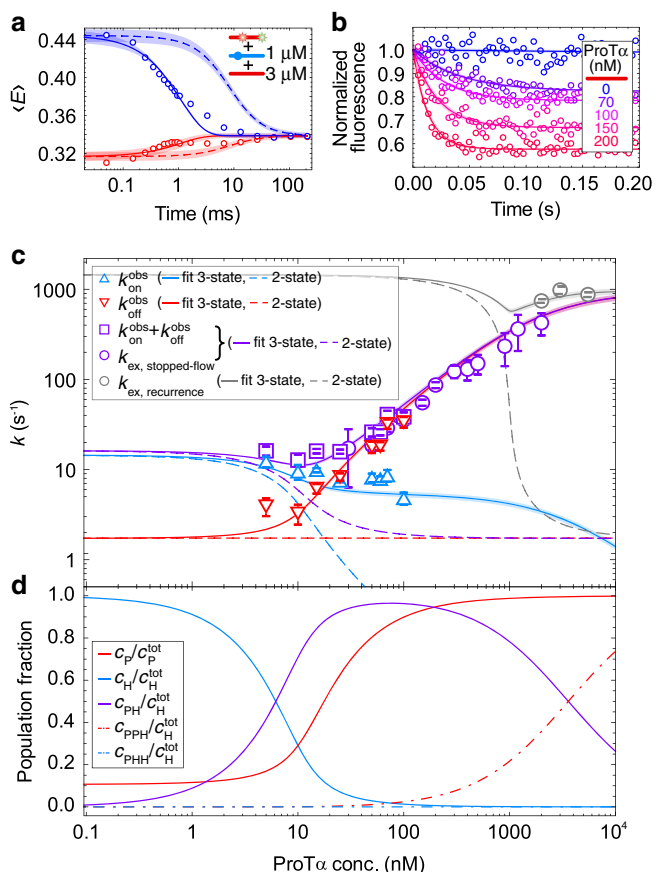 a
0.44
0.40
0.36
0.32
⟨E⟩
0.1
1
10
100
Time (ms)
+
1 μM
+
3 μM
b
1.0
0.9
0.8
0.7
0.6
Normalized
fluorescence
0.00
0.05
0.10
0.15
0.20
Time (s)
ProTα
(nM)
0
70
100
150
200
c
1000
100
10
1
k (s⁻¹)
k_on^obs (— fit 3-state, -- 2-state)
k_off^obs (— fit 3-state, -- 2-state)
k_on^obs + k_off^obs
k_ex, stopped-flow
} (— fit 3-state, -- 2-state)
k_ex, recurrence (— fit 3-state, -- 2-state)
d
1.0
0.8
0.6
0.4
0.2
0.0
Population fraction
c_P/c_P^tot
c_H/c_H^tot
c_PH/c_H^tot
c_PPH/c_H^tot
c_PHH/c_H^tot
0.1
1
10
100
1000
10⁴
ProTα conc. (nM)